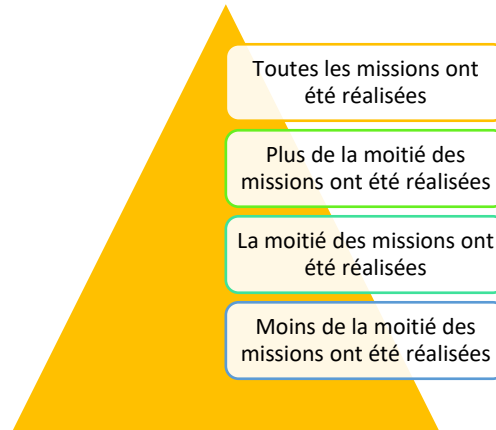 Toutes les missions ont
été réalisées
Plus de la moitié des
missions ont été réalisées
La moitié des missions ont
été réalisées
Moins de la moitié des
missions ont été réalisées